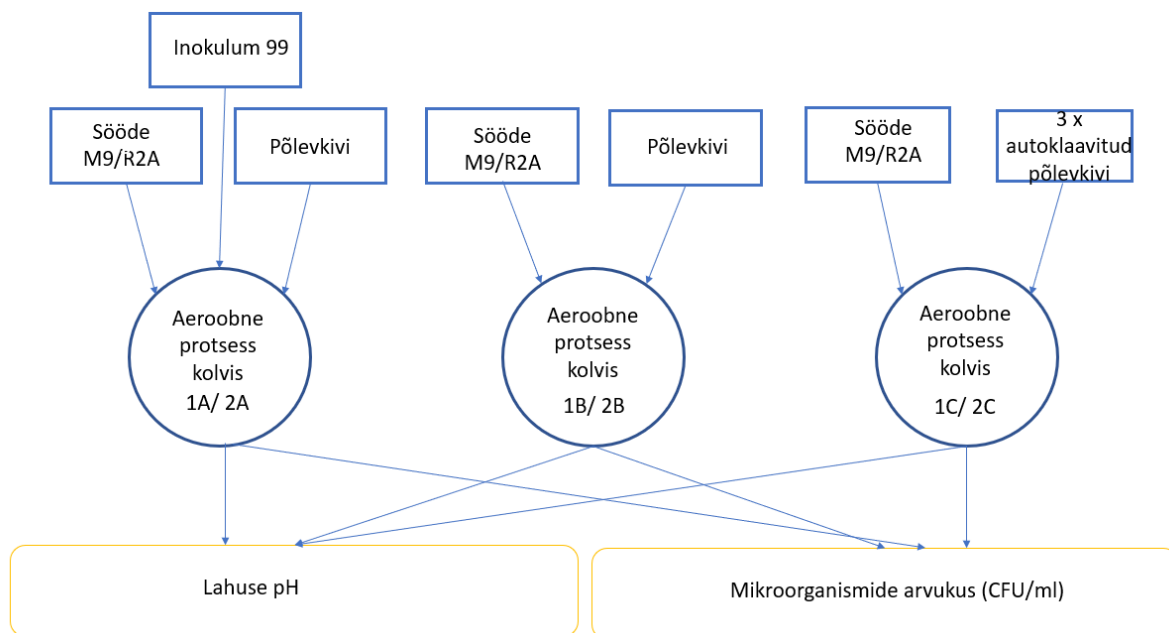 Inokulum 99
Sööde
M9/R2A
Põlevkivi
Sööde
M9/R2A
Põlevkivi
Sööde
M9/R2A
3 x
autoklaavitud
põlevkivi
Aeroobne
protsess
kolvis
1A/ 2A
Aeroobne
protsess
kolvis
1B/ 2B
Aeroobne
protsess
kolvis
1C/ 2C
Lahuse pH
Mikroorganismide arvukus (CFU/ml)